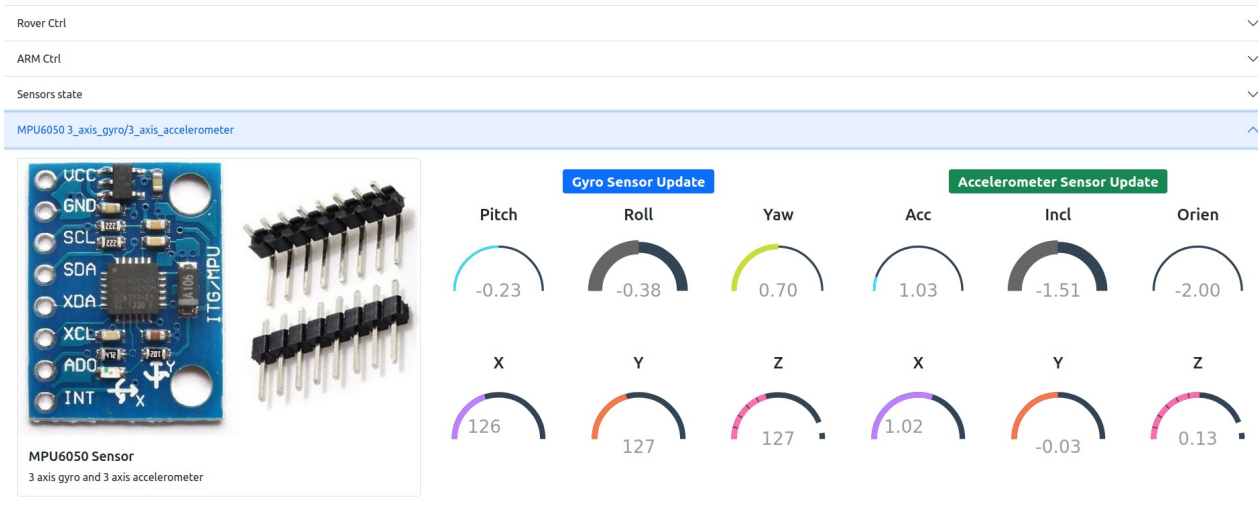 Rover Ctrl
ARM Ctrl
Sensors state
MPU6050 3_axis_gyro/3_axis_accelerometer
VCC
GND
SCL
SDA
XDA
XCL
ADO
INT
ITG/MPU
A106
X
Y
MPU6050 Sensor
3 axis gyro and 3 axis accelerometer
Gyro Sensor Update
Accelerometer Sensor Update
Pitch Roll Yaw Acc Incl Orien
-0.23 -0.38 0.70 1.03 -1.51 -2.00
X Y Z X Y Z
126 127 127 1.02 -0.03 0.13